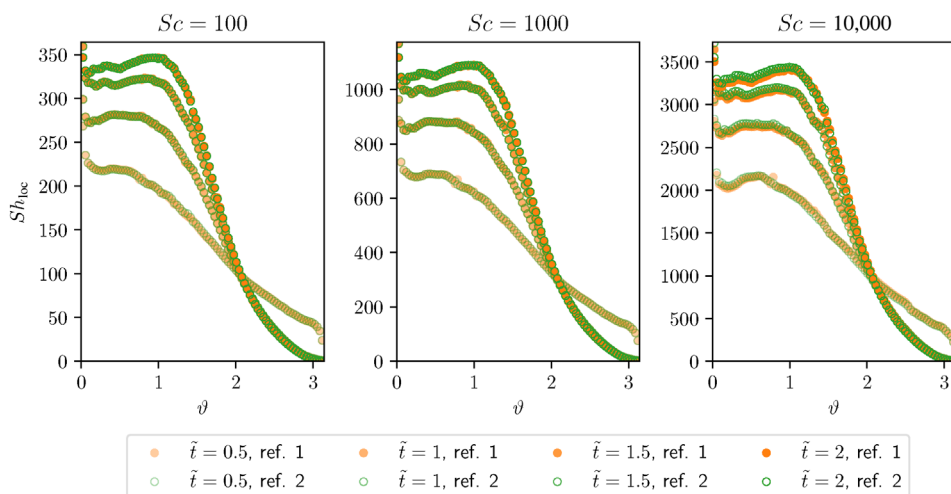 Sc = 100
Sc = 1000
Sc = 10,000
Sh_loc
350
300
250
200
150
100
50
0
0 1 2 3
ϑ
1000
800
600
400
200
0
0 1 2 3
ϑ
3500
3000
2500
2000
1500
1000
500
0
0 1 2 3
ϑ
t̃ = 0.5, ref. 1 t̃ = 1, ref. 1 t̃ = 1.5, ref. 1 t̃ = 2, ref. 1
t̃ = 0.5, ref. 2 t̃ = 1, ref. 2 t̃ = 1.5, ref. 2 t̃ = 2, ref. 2